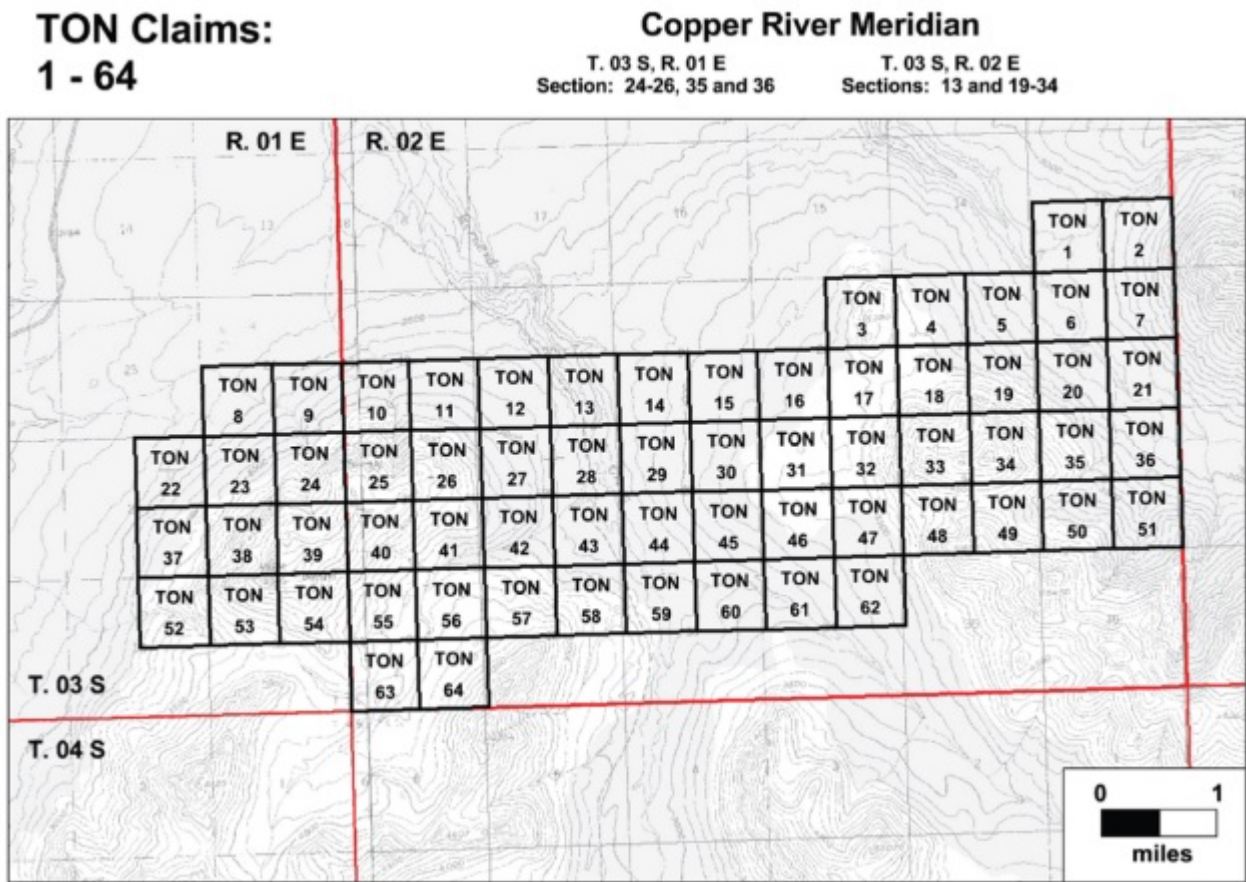 TON Claims:
1 - 64
Copper River Meridian
T. 03 S, R. 01 E
Section: 24-26, 35 and 36
T. 03 S, R. 02 E
Sections: 13 and 19-34
R. 01 E
R. 02 E
TON 1
TON 2
TON 3
TON 4
TON 5
TON 6
TON 7
TON 8
TON 9
TON 10
TON 11
TON 12
TON 13
TON 14
TON 15
TON 16
TON 17
TON 18
TON 19
TON 20
TON 21
TON 22
TON 23
TON 24
TON 25
TON 26
TON 27
TON 28
TON 29
TON 30
TON 31
TON 32
TON 33
TON 34
TON 35
TON 36
TON 37
TON 38
TON 39
TON 40
TON 41
TON 42
TON 43
TON 44
TON 45
TON 46
TON 47
TON 48
TON 49
TON 50
TON 51
TON 52
TON 53
TON 54
TON 55
TON 56
TON 57
TON 58
TON 59
TON 60
TON 61
TON 62
TON 63
TON 64
T. 03 S
T. 04 S
0 1
miles